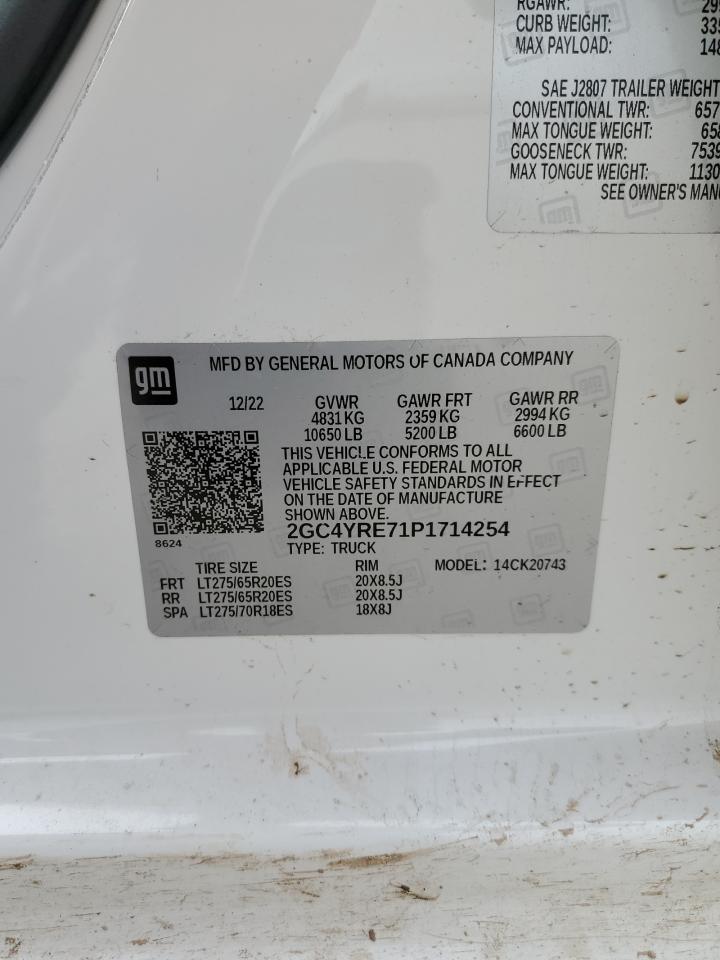 RGAWR:
CURB WEIGHT:
MAX PAYLOAD:
SAE J2807 TRAILER WEIGHT
CONVENTIONAL TWR:
MAX TONGUE WEIGHT:
GOOSENECK TWR:
MAX TONGUE WEIGHT:
SEE OWNER'S
gm
MFD BY GENERAL MOTORS OF CANADA COMPANY
12/22 GVWR GAWR FRT GAWR RR
4831 KG 2359 KG 2994 KG
10650 LB 5200 LB 6600 LB
THIS VEHICLE CONFORMS TO ALL
APPLICABLE U.S. FEDERAL MOTOR
VEHICLE SAFETY STANDARDS IN EFFECT
ON THE DATE OF MANUFACTURE
SHOWN ABOVE.
8624
2GC4YRE71P1714254
TYPE: TRUCK
TIRE SIZE RIM MODEL: 14CK20743
FRT LT275/65R20ES 20X8.5J
RR LT275/65R20ES 20X8.5J
SPA LT275/70R18ES 18X8J